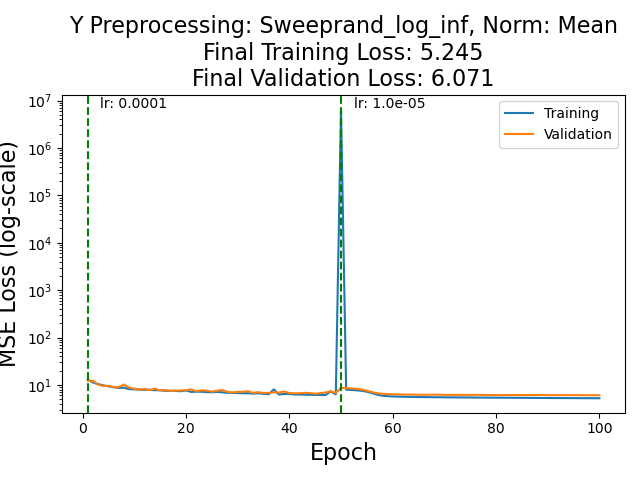 Y Preprocessing: Sweeprand_log_inf, Norm: Mean
Final Training Loss: 5.245
Final Validation Loss: 6.071
lr: 0.0001
lr: 1.0e-05
Training
Validation
10⁷
10⁶
10⁵
10⁴
10³
10²
10¹
MSE Loss (log-scale)
0
20
40
60
80
100
Epoch